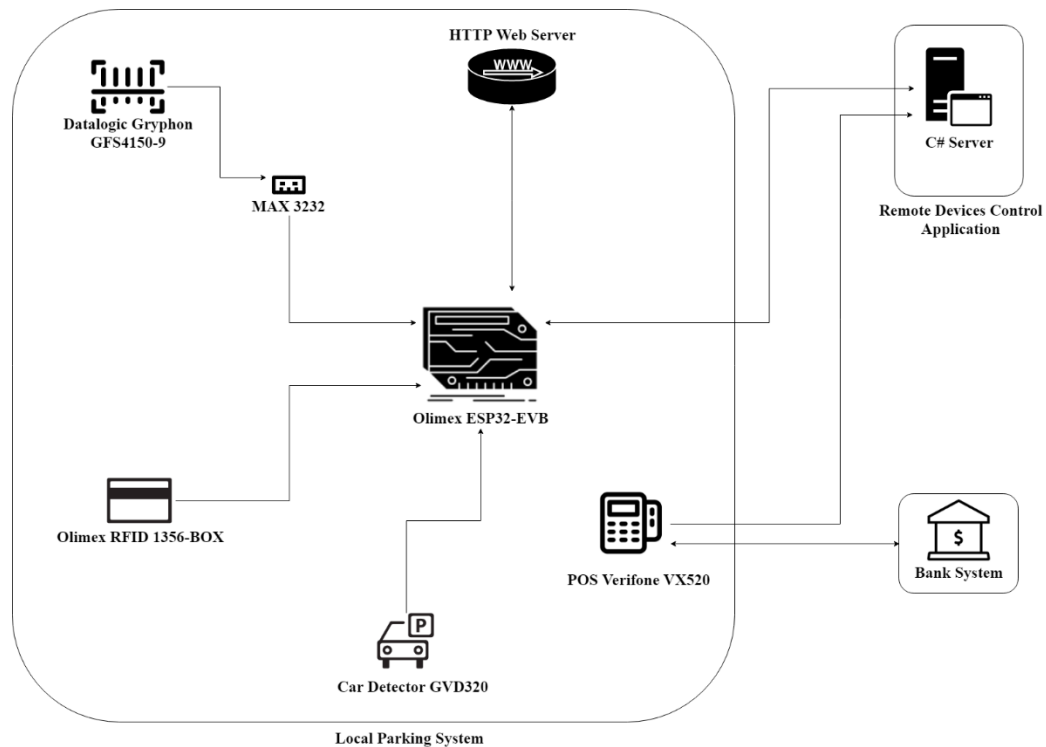 HTTP Web Server
WWW
Datalogic Gryphon
GFS4150-9
MAX 3232
C# Server
Remote Devices Control
Application
Olimex ESP32-EVB
Olimex RFID 1356-BOX
P
Car Detector GVD320
POS Verifone VX520
$
Bank System
Local Parking System